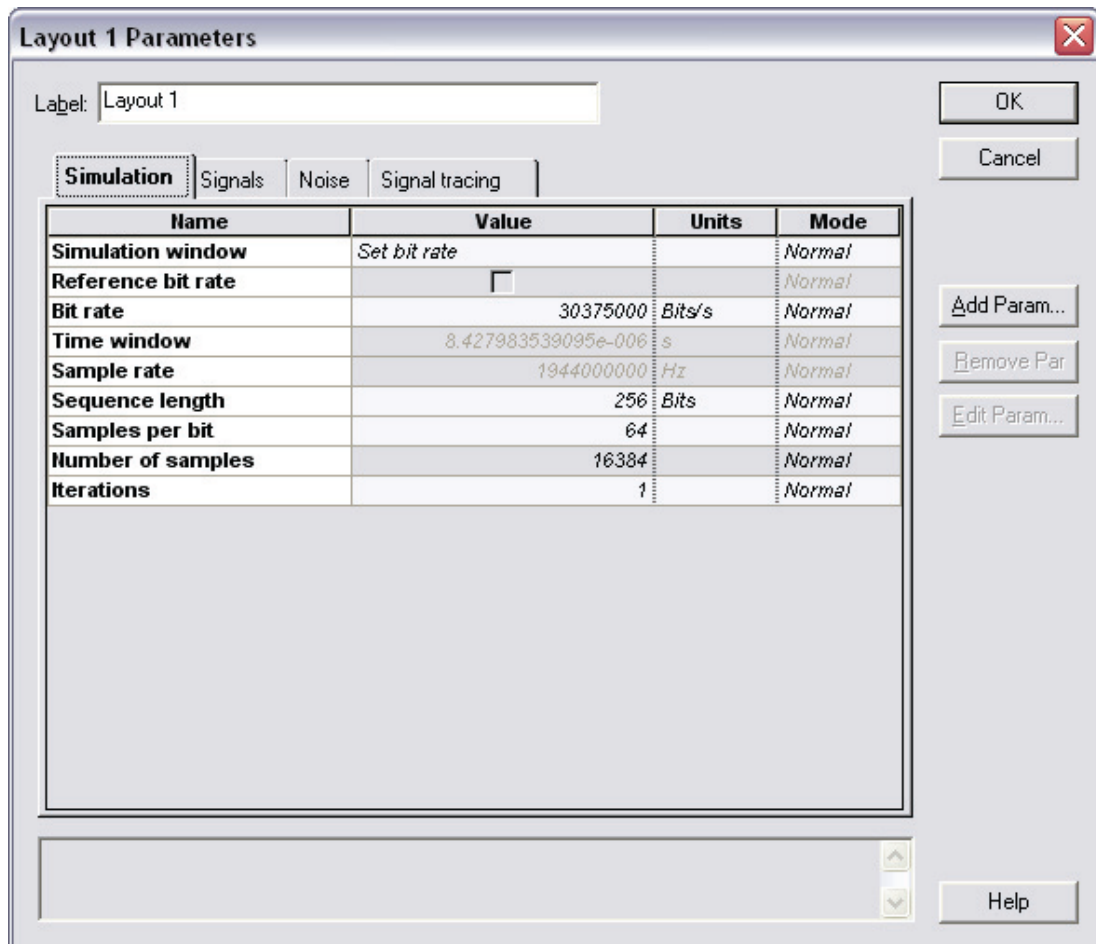 Layout 1 Parameters
Label: Layout 1
OK
Cancel
Simulation Signals Noise Signal tracing
Name Value Units Mode
Simulation window Set bit rate Normal
Reference bit rate Normal
Bit rate 30375000 Bits/s Normal
Time window 8.427983539095e-006 s Normal
Sample rate 1944000000 Hz Normal
Sequence length 256 Bits Normal
Samples per bit 64 Normal
Number of samples 16384 Normal
Iterations 1 Normal
Add Param...
Remove Par
Edit Param...
Help